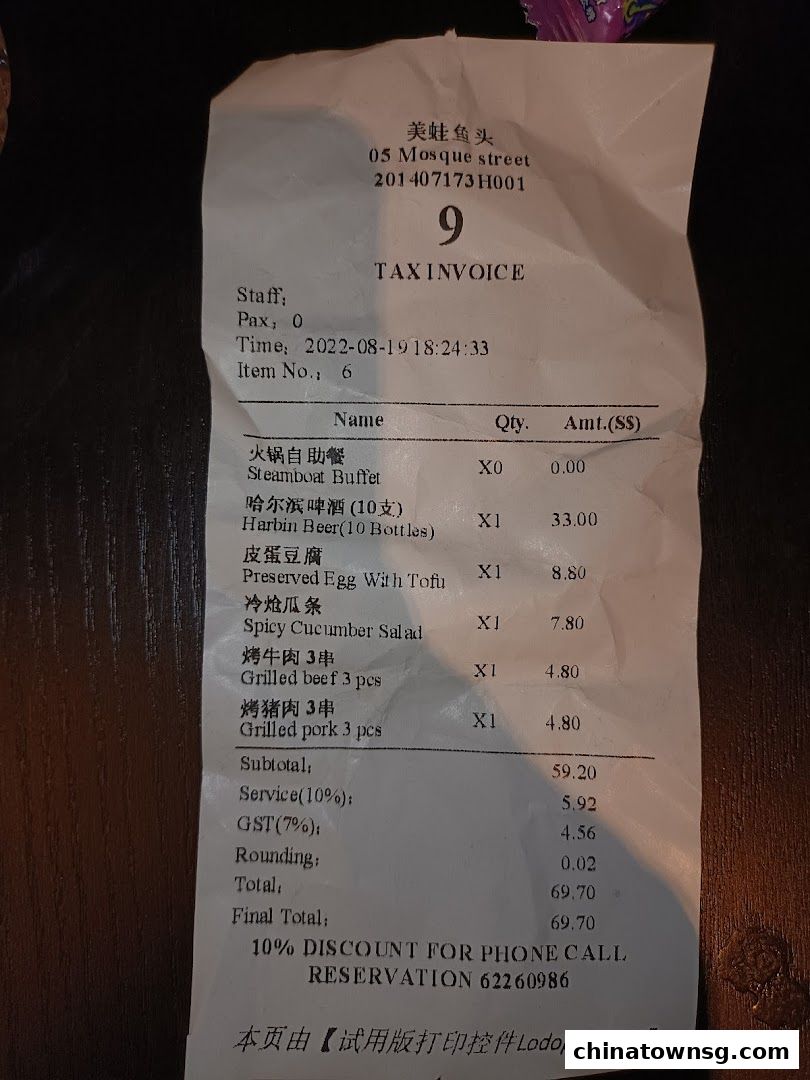 美蛙鱼头
05 Mosque street
201407173H001
9
TAX INVOICE
Staff:
Pax: 0
Time: 2022-08-19 18:24:33
Item No.: 6
Name Qty. Amt.(S$)
火锅自助餐
Steamboat Buffet X0 0.00
哈尔滨啤酒 (10支)
Harbin Beer(10 Bottles) X1 33.00
皮蛋豆腐
Preserved Egg With Tofu X1 8.80
冷炝瓜条
Spicy Cucumber Salad X1 7.80
烤牛肉 3串
Grilled beef 3 pcs X1 4.80
烤猪肉 3串
Grilled pork 3 pcs X1 4.80
Subtotal: 59.20
Service(10%): 5.92
GST(7%): 4.56
Rounding: 0.02
Total: 69.70
Final Total: 69.70
10% DISCOUNT FOR PHONE CALL
RESERVATION 62260986
本页由【试用版打印控件Lodop
chinatownsg.com